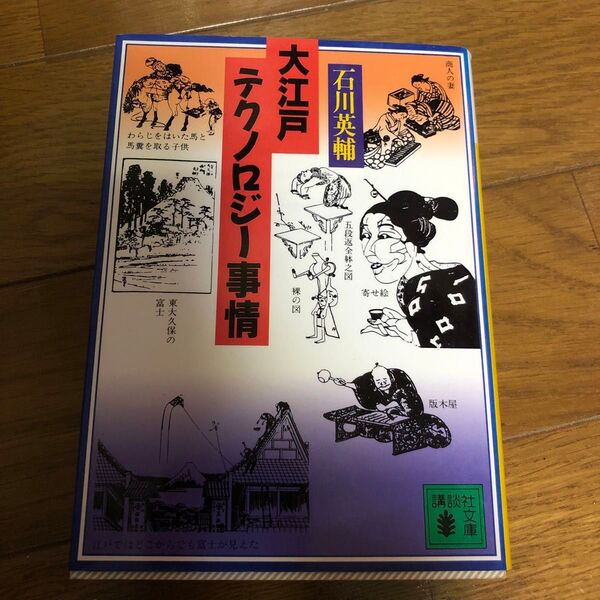 大江戸
テクノロジー事情
石川英輔
商人の妻
わらじをはいた馬と
馬糞を取る子供
五段返全体之図
裸の図
寄せ絵
東大久保の
富士
版木屋
江戸ではどこからでも富士が見えた
講談社文庫